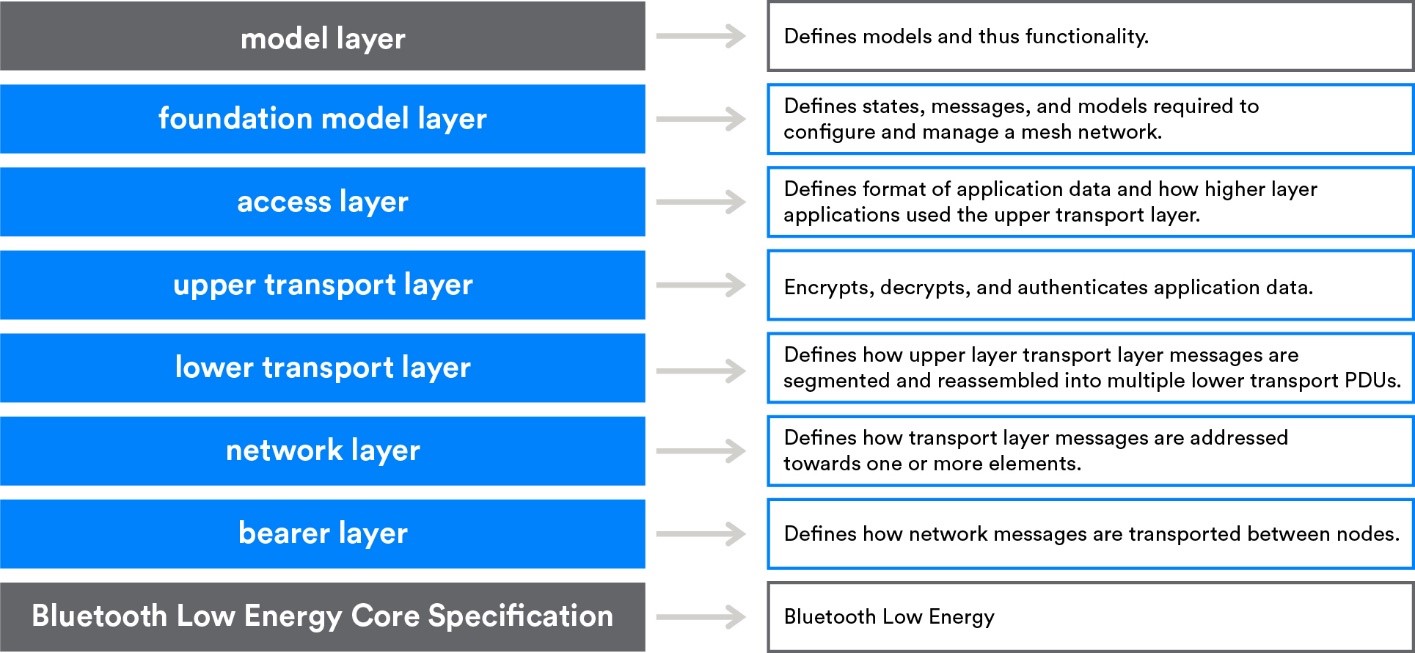 model layer
Defines models and thus functionality.
foundation model layer
Defines states, messages, and models required to
configure and manage a mesh network.
access layer
Defines format of application data and how higher layer
applications used the upper transport layer.
upper transport layer
Encrypts, decrypts, and authenticates application data.
lower transport layer
Defines how upper layer transport layer messages are
segmented and reassembled into multiple lower transport PDUs.
network layer
Defines how transport layer messages are addressed
towards one or more elements.
bearer layer
Defines how network messages are transported between nodes.
Bluetooth Low Energy Core Specification
Bluetooth Low Energy